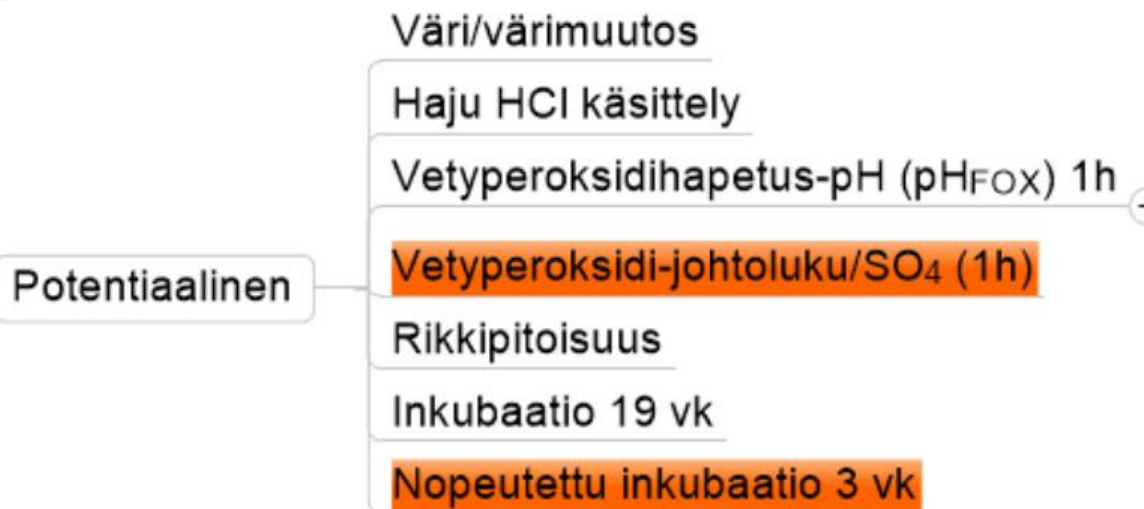 Väri/värimuutos
Haju HCl käsittely
Vetyperoksidihapetus-pH (pHFOX) 1h
Potentiaalinen
Vetyperoksidi-johtoluku/SO4 (1h)
Rikkipitoisuus
Inkubaatio 19 vk
Nopeutettu inkubaatio 3 vk